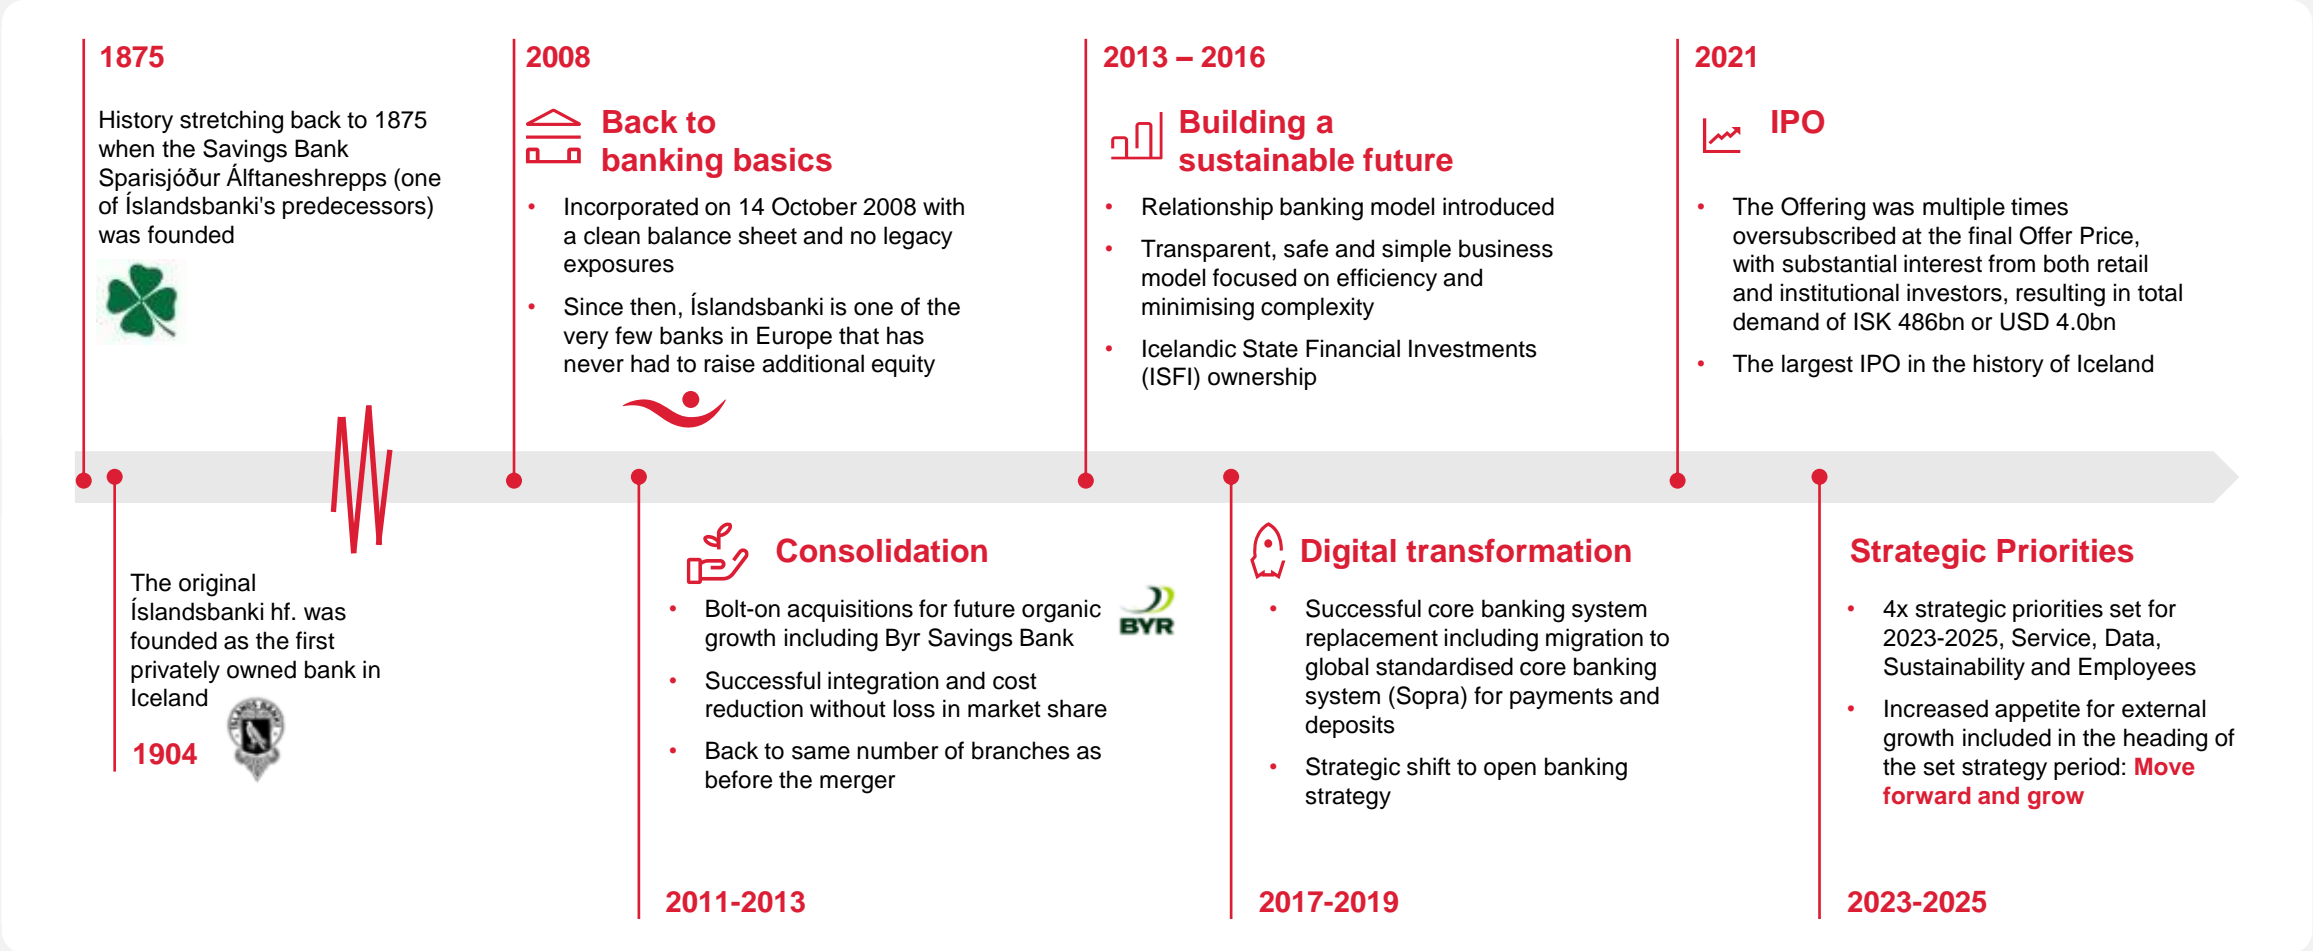 1875
History stretching back to 1875
when the Savings Bank
Sparisjóður Álftaneshrepps (one
of Íslandsbanki's predecessors)
was founded
The original
Íslandsbanki hf. was
founded as the first
privately owned bank in
Iceland
1904
2008
Back to
banking basics
• Incorporated on 14 October 2008 with
a clean balance sheet and no legacy
exposures
• Since then, Íslandsbanki is one of the
very few banks in Europe that has
never had to raise additional equity
Consolidation
• Bolt-on acquisitions for future organic
growth including Byr Savings Bank
BYR
• Successful integration and cost
reduction without loss in market share
• Back to same number of branches as
before the merger
2011-2013
2013 – 2016
Building a
sustainable future
• Relationship banking model introduced
• Transparent, safe and simple business
model focused on efficiency and
minimising complexity
• Icelandic State Financial Investments
(ISFI) ownership
Digital transformation
• Successful core banking system
replacement including migration to
global standardised core banking
system (Sopra) for payments and
deposits
• Strategic shift to open banking
strategy
2017-2019
2021
IPO
• The Offering was multiple times
oversubscribed at the final Offer Price,
with substantial interest from both retail
and institutional investors, resulting in total
demand of ISK 486bn or USD 4.0bn
• The largest IPO in the history of Iceland
Strategic Priorities
• 4x strategic priorities set for
2023-2025, Service, Data,
Sustainability and Employees
• Increased appetite for external
growth included in the heading of
the set strategy period: Move
forward and grow
2023-2025